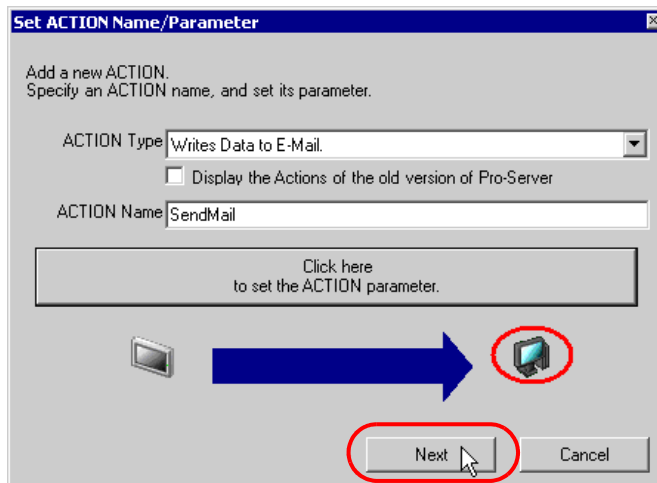 Set ACTION Name/Parameter
Add a new ACTION.
Specify an ACTION name, and set its parameter.
ACTION Type Writes Data to E-Mail.
Display the Actions of the old version of Pro-Server
ACTION Name SendMail
Click here
to set the ACTION parameter.
Next Cancel